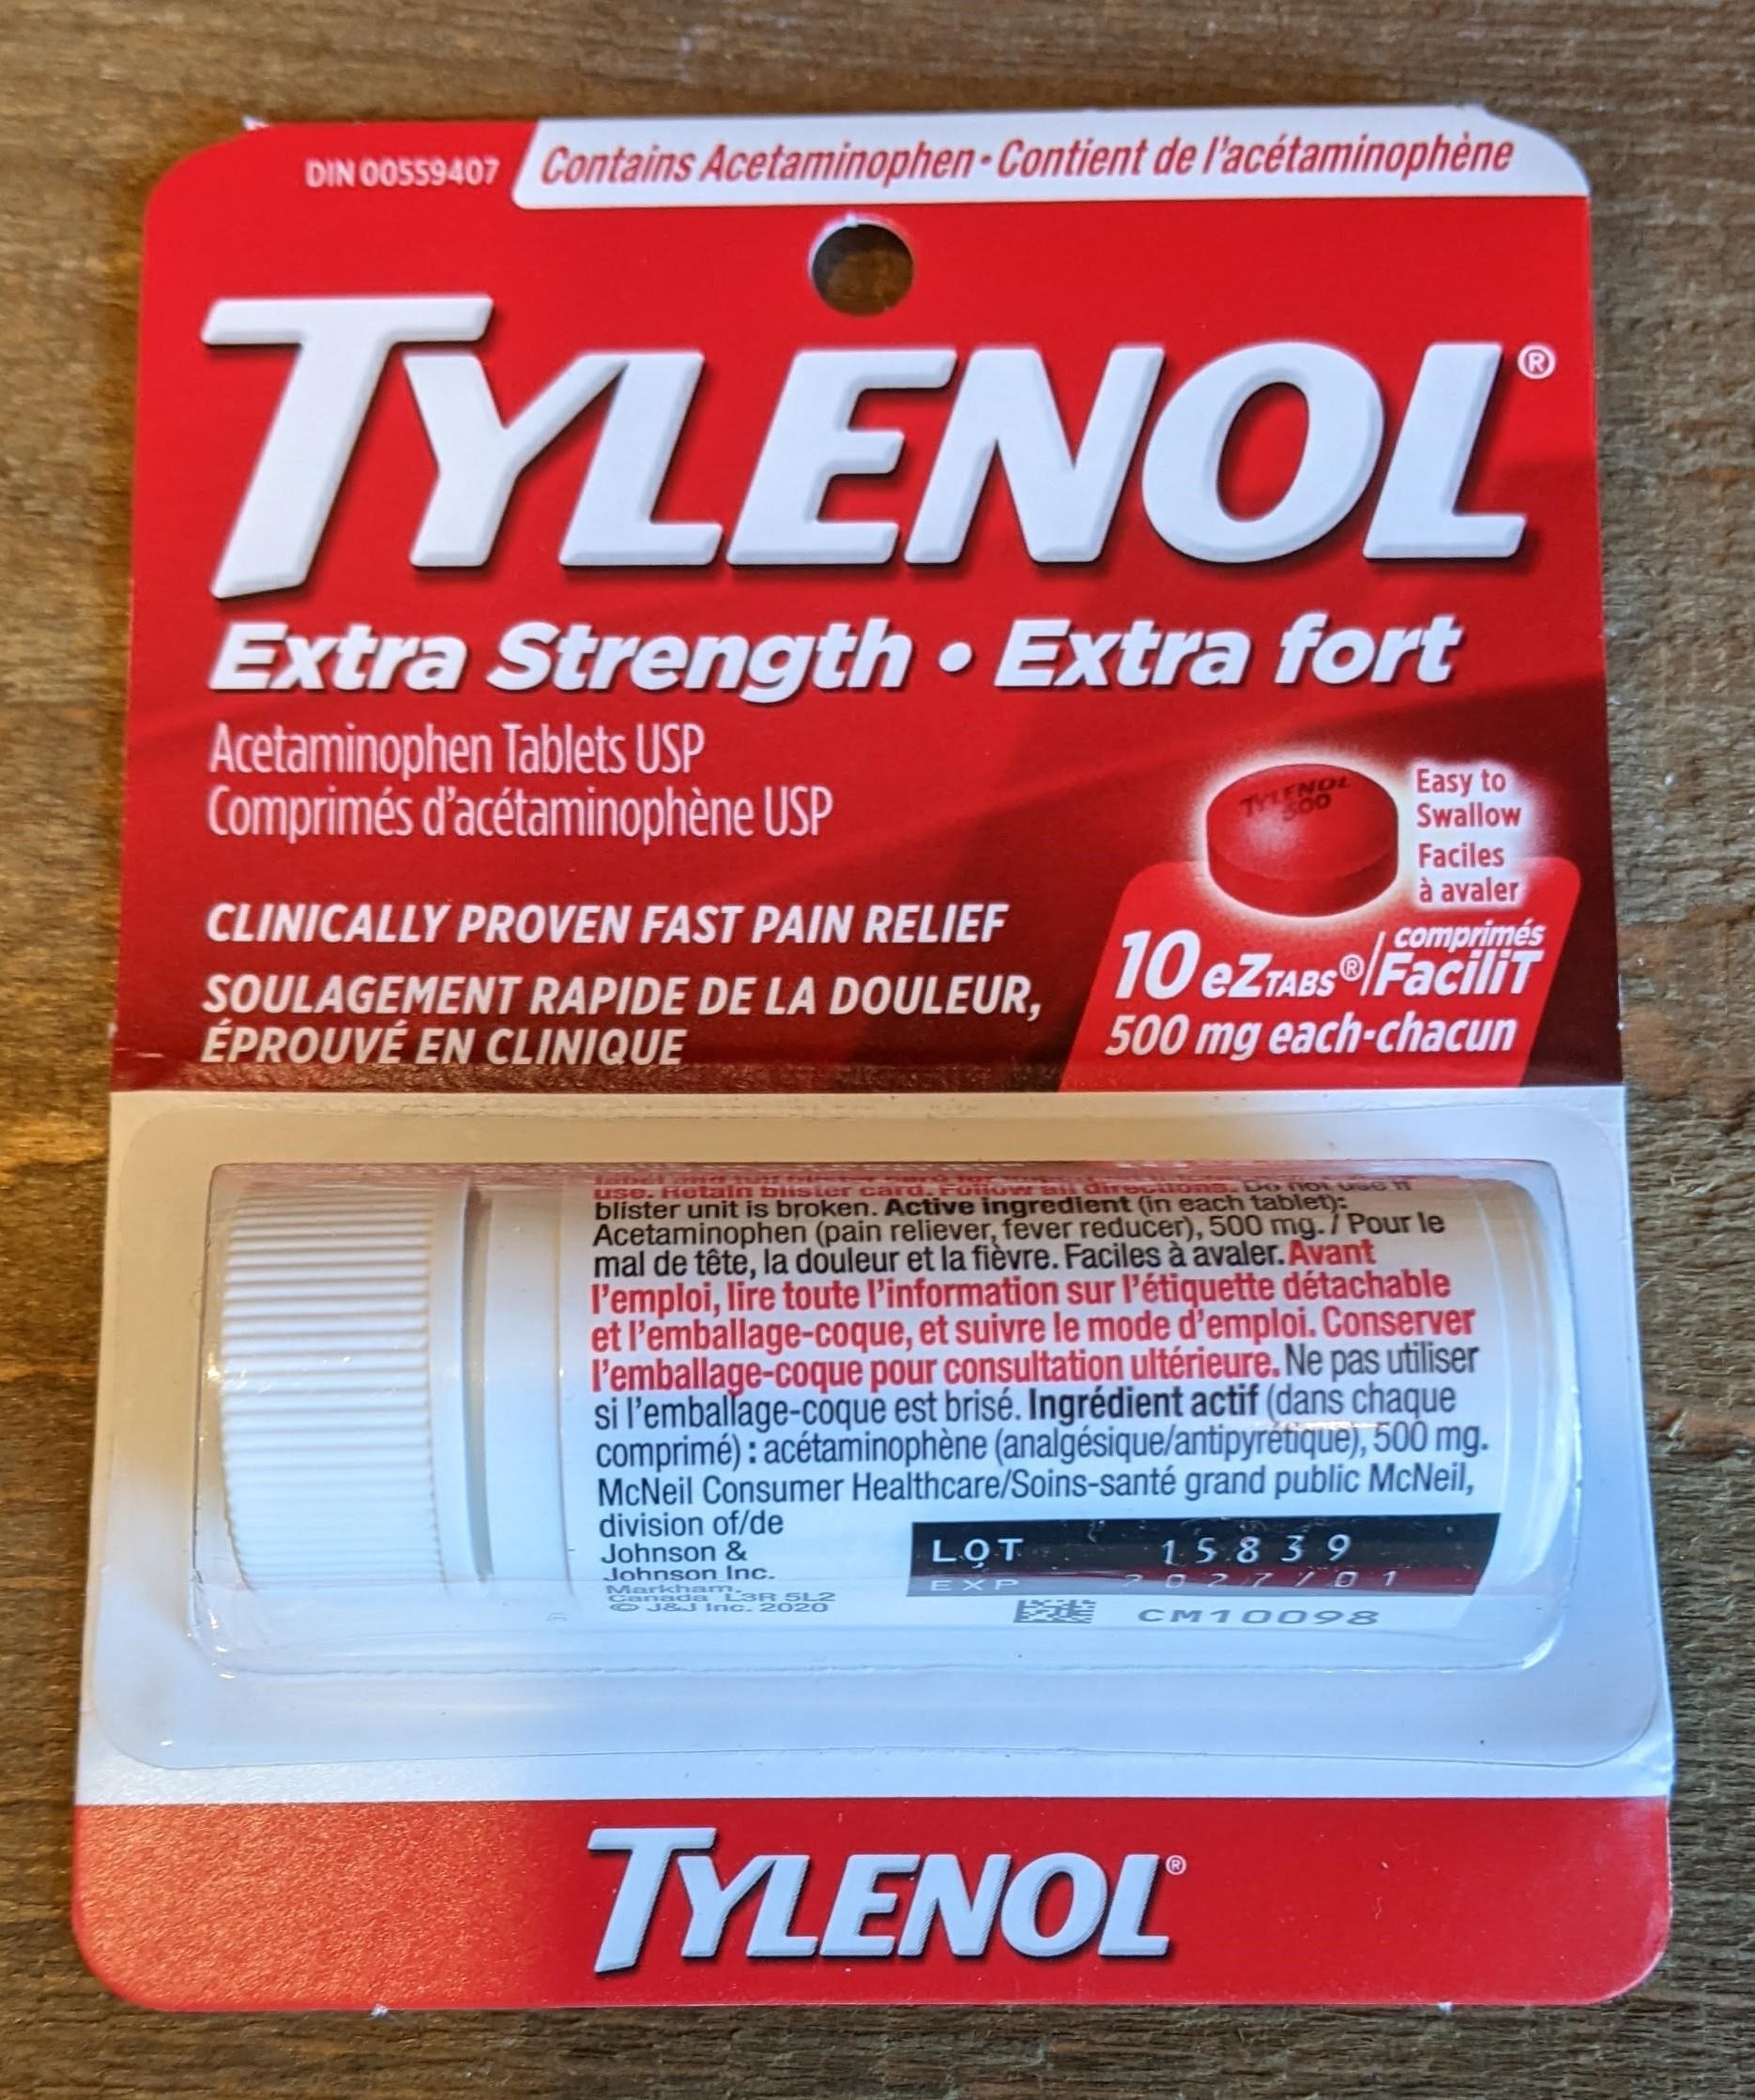 DIN 00559407
Contains Acetaminophen • Contient de l'acétaminophène
TYLENOL®
Extra Strength • Extra fort
Acetaminophen Tablets USP
Comprimés d'acétaminophène USP
TYLENOL
500
Easy to
Swallow
Faciles
à avaler
CLINICALLY PROVEN FAST PAIN RELIEF
SOULAGEMENT RAPIDE DE LA DOULEUR,
ÉPROUVÉ EN CLINIQUE
10 eZTABS®/comprimés FaciliT
500 mg each-chacun
use. Retain blister card. Follow all directions. Do not use if
blister unit is broken. Active ingredient (in each tablet):
Acetaminophen (pain reliever, fever reducer), 500 mg. / Pour le
mal de tête, la douleur et la fièvre. Faciles à avaler. Avant
l'emploi, lire toute l'information sur l'étiquette détachable
et l'emballage-coque, et suivre le mode d'emploi. Conserver
l'emballage-coque pour consultation ultérieure. Ne pas utiliser
si l'emballage-coque est brisé. Ingrédient actif (dans chaque
comprimé) : acétaminophène (analgésique/antipyrétique), 500 mg.
McNeil Consumer Healthcare/Soins-santé grand public McNeil,
division of/de
Johnson &
Johnson Inc.
Markham,
Canada L3R 5L2
© J&J Inc. 2020
LOT 15839
EXP 2027/01
CM10098
TYLENOL®